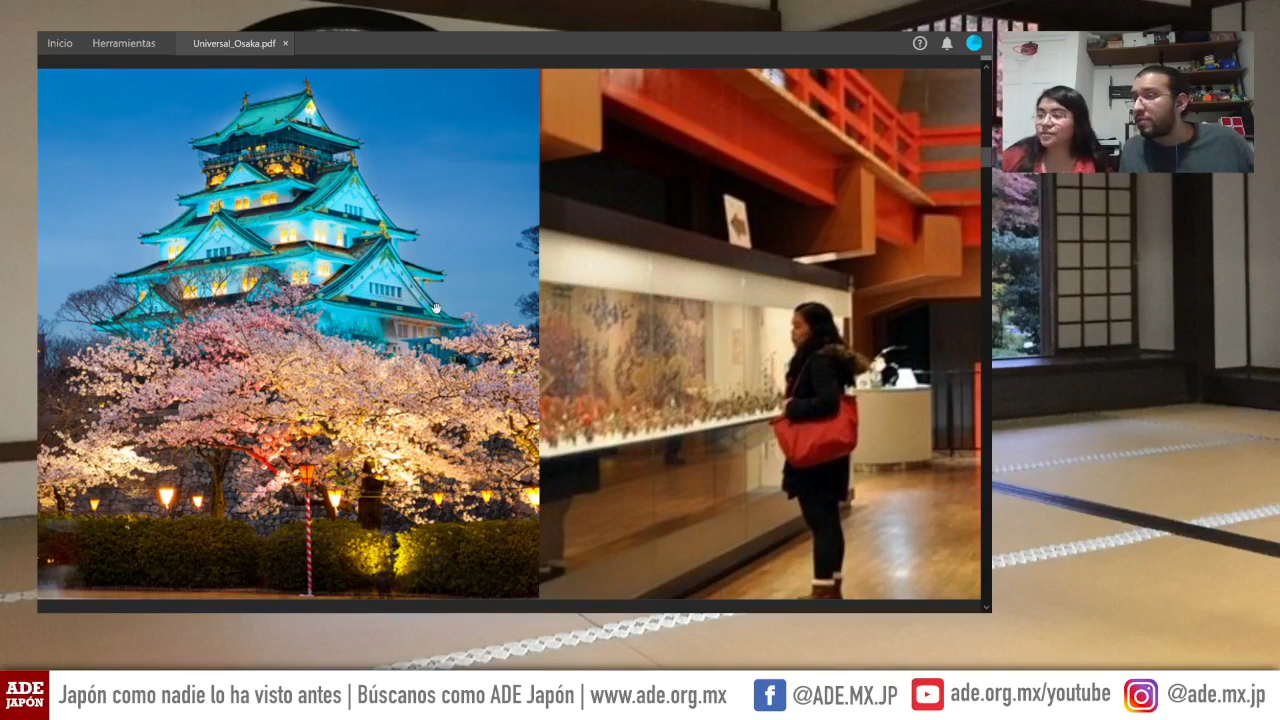 Inicio
Herramientas
Universal_Osaka.pdf ×
ADE
JAPÓN
Japón como nadie lo ha visto antes | Búscanos como ADE Japón | www.ade.org.mx
@ADE.MX.JP
ade.org.mx/youtube
@ade.mx.jp